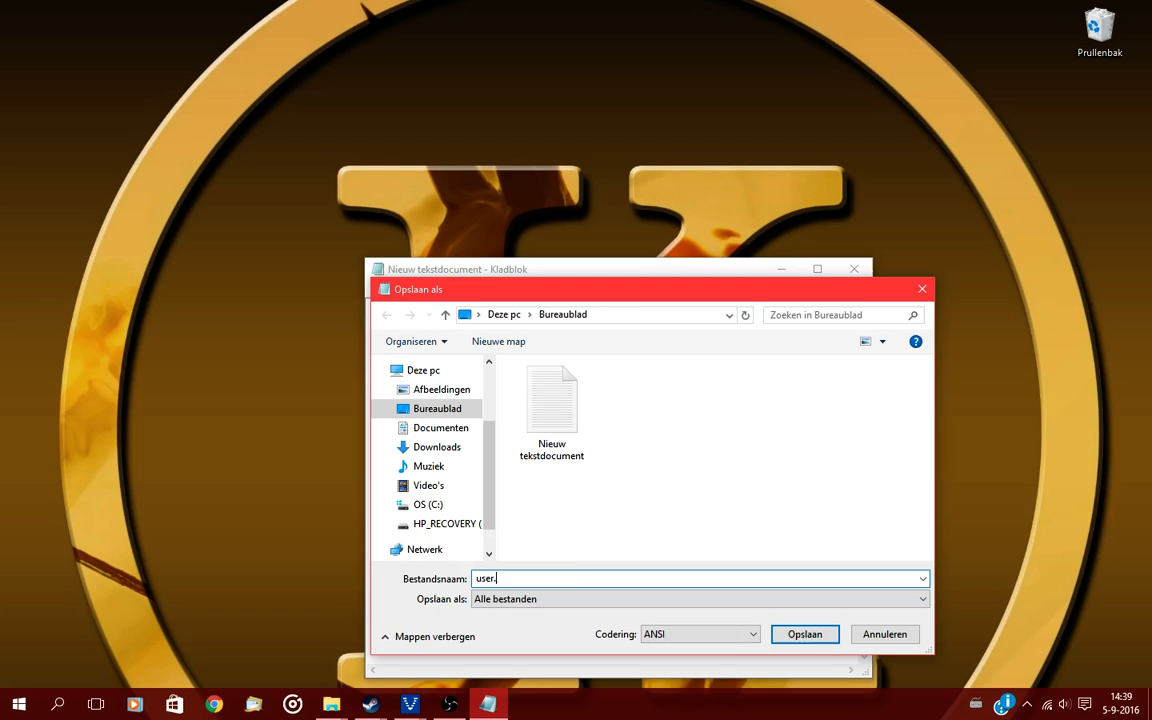 Prullenbak
Nieuw tekstdocument - Kladblok
Opslaan als
Deze pc
Bureaublad
Zoeken in Bureaublad
Organiseren
Nieuwe map
Deze pc
Afbeeldingen
Bureaublad
Documenten
Downloads
Muziek
Video's
OS (C:)
HP_RECOVERY (
Netwerk
Nieuw
tekstdocument
Bestandsnaam: user.
Opslaan als: Alle bestanden
Mappen verbergen
Codering: ANSI
Opslaan
Annuleren
14:39
5-9-2016